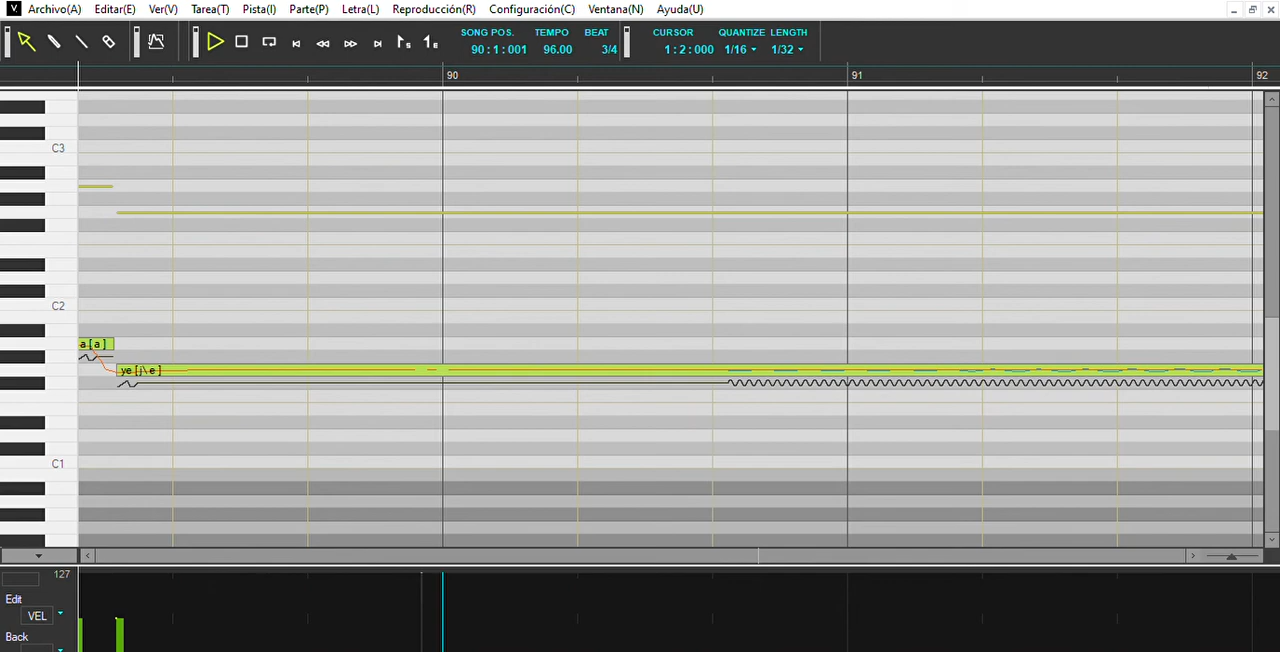 V Archivo(A) Editar(E) Ver(V) Tarea(T) Pista(I) Parte(P) Letra(L) Reproducción(R) Configuración(C) Ventana(N) Ayuda(U)
SONG POS. TEMPO BEAT CURSOR QUANTIZE LENGTH
90 : 1 : 001 96.00 3/4 1 : 2 : 000 1/16 1/32
90 91 92
C3
C2
a [a]
ye [j\ e]
C1
127
Edit
VEL
Back